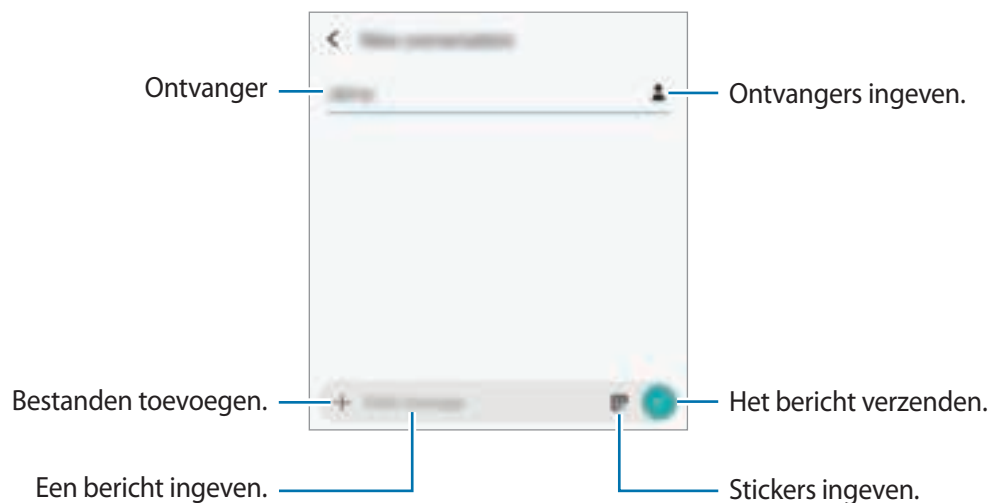 Ontvanger
Ontvangers ingeven.
Bestanden toevoegen.
Het bericht verzenden.
Een bericht ingeven.
Stickers ingeven.